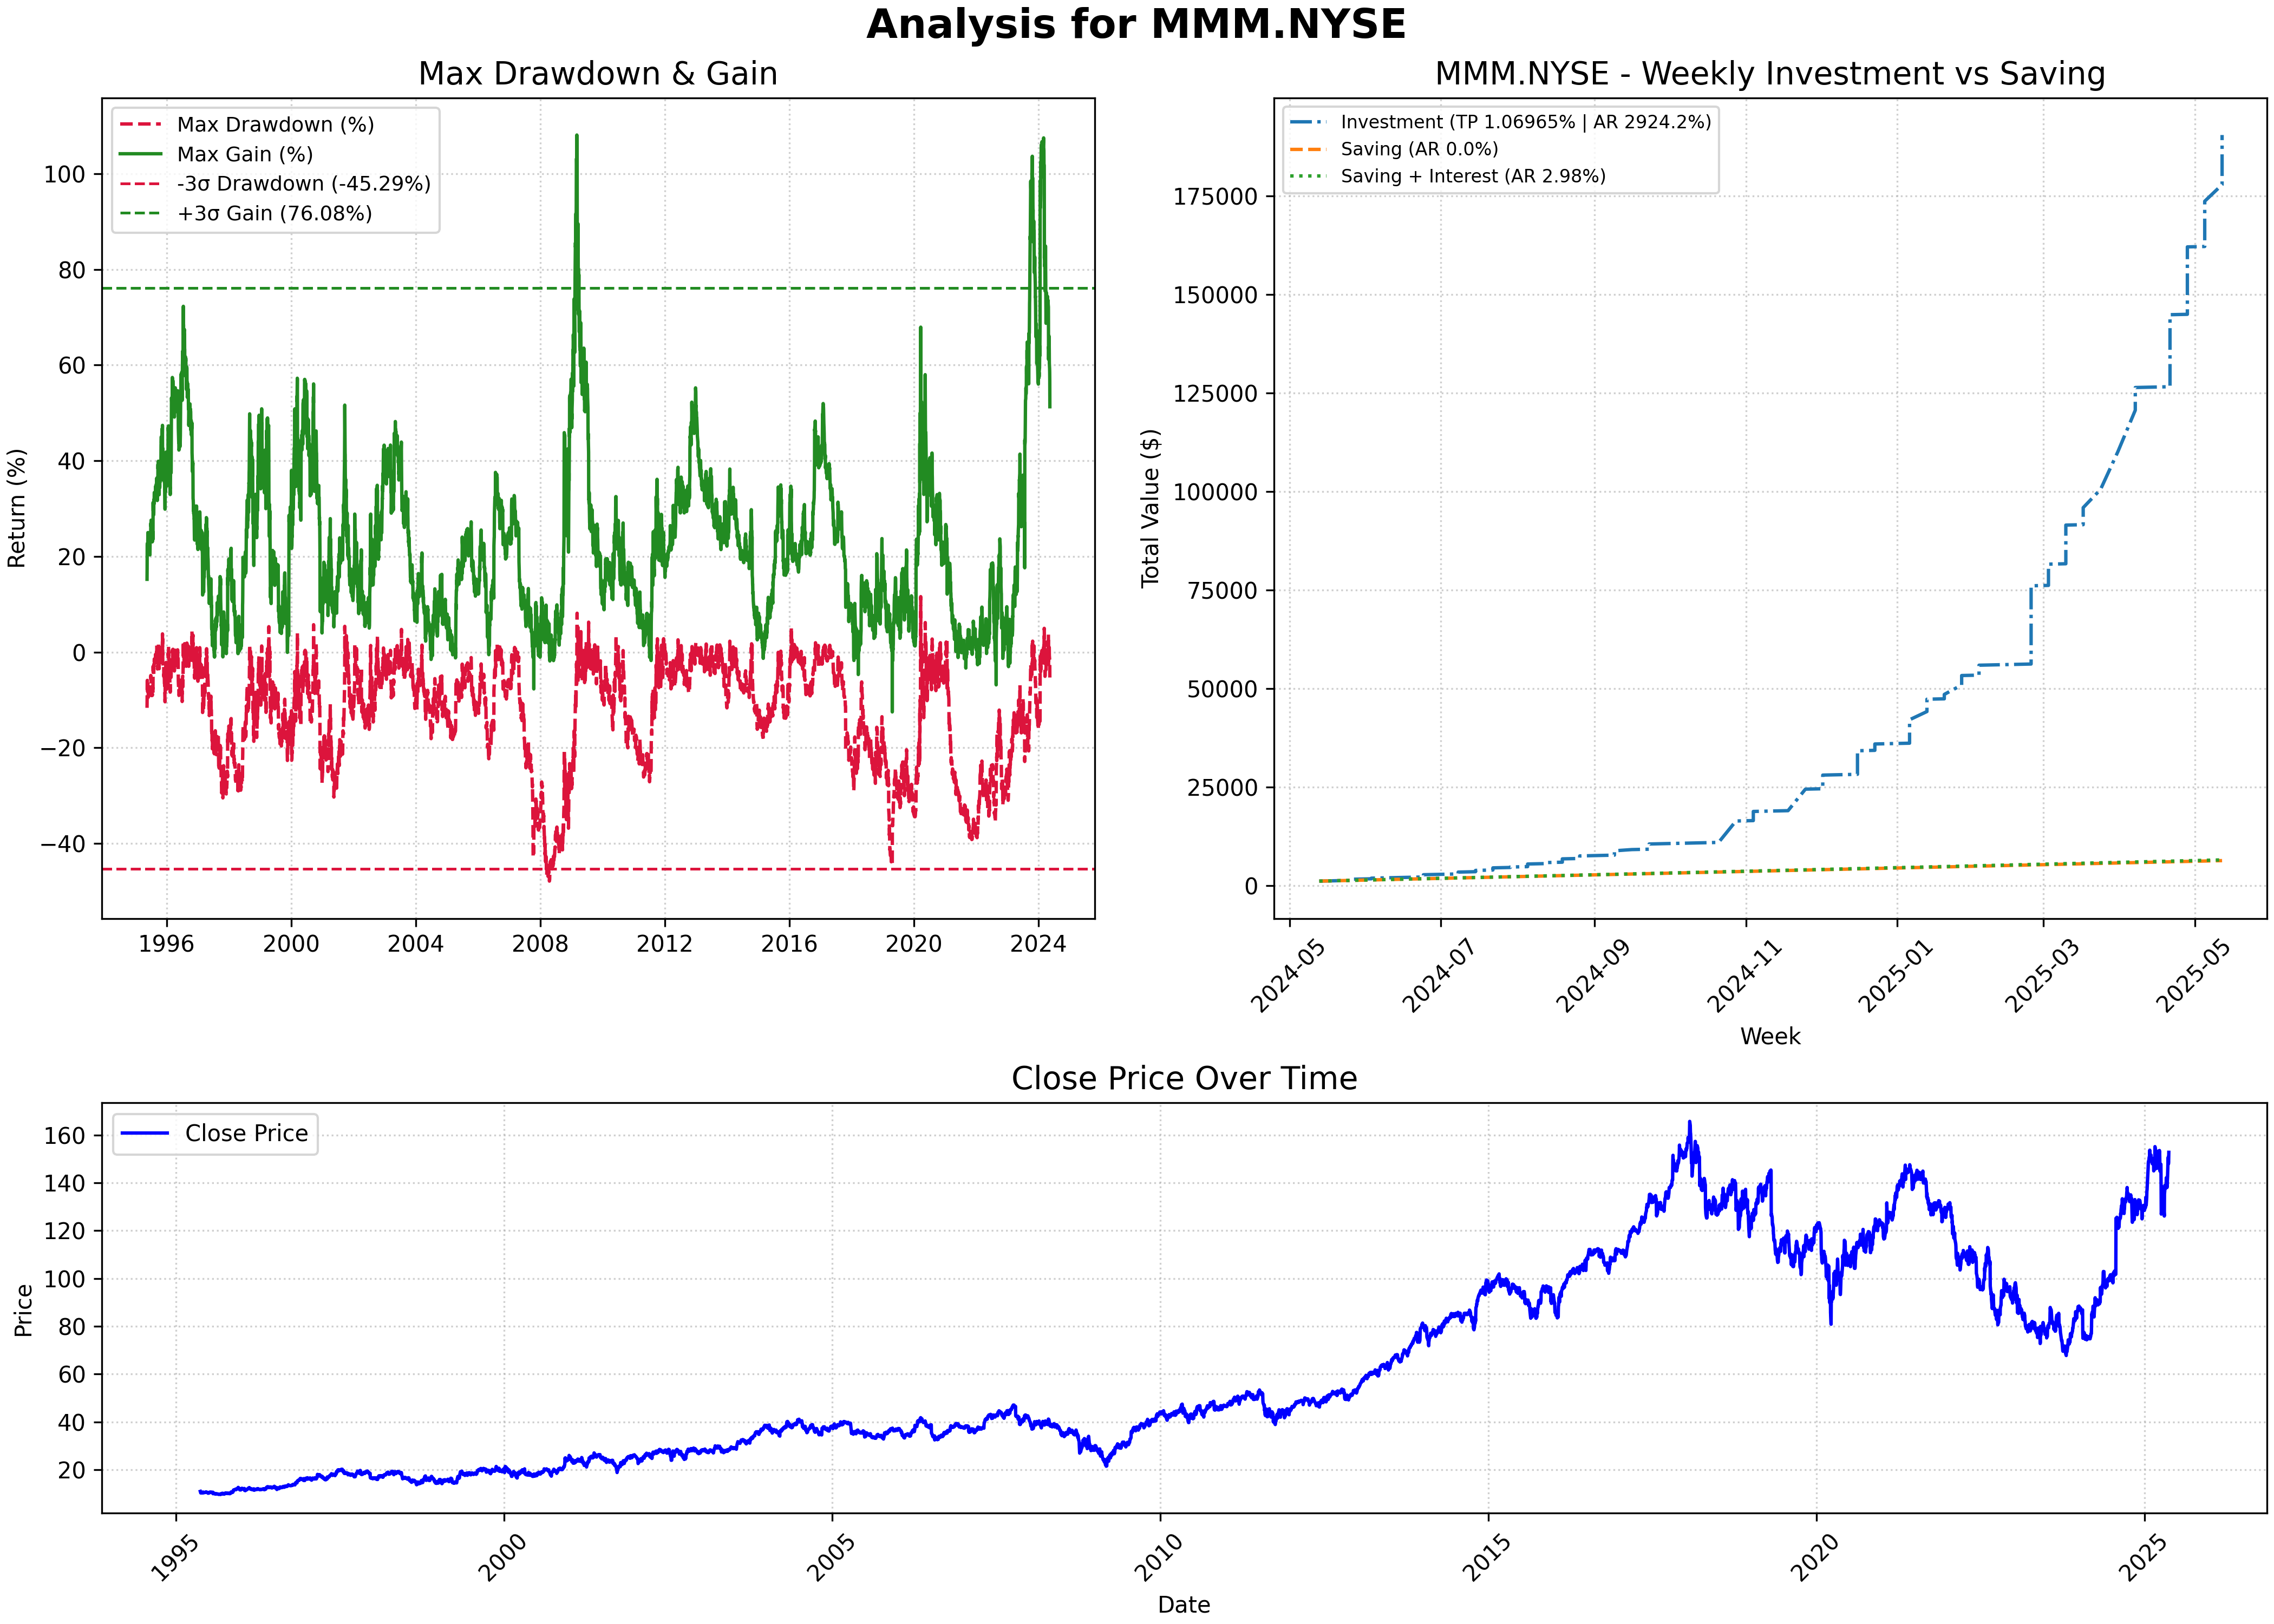 Analysis for MMM.NYSE
Max Drawdown & Gain
Max Drawdown (%)
Max Gain (%)
-3σ Drawdown (-45.29%)
+3σ Gain (76.08%)
Return (%)
100
80
60
40
20
0
−20
−40
1996 2000 2004 2008 2012 2016 2020 2024
MMM.NYSE - Weekly Investment vs Saving
Investment (TP 1.06965% | AR 2924.2%)
Saving (AR 0.0%)
Saving + Interest (AR 2.98%)
Total Value ($)
175000
150000
125000
100000
75000
50000
25000
0
2024-05 2024-07 2024-09 2024-11 2025-01 2025-03 2025-05
Week
Close Price Over Time
Close Price
Price
160
140
120
100
80
60
40
20
1995 2000 2005 2010 2015 2020 2025
Date